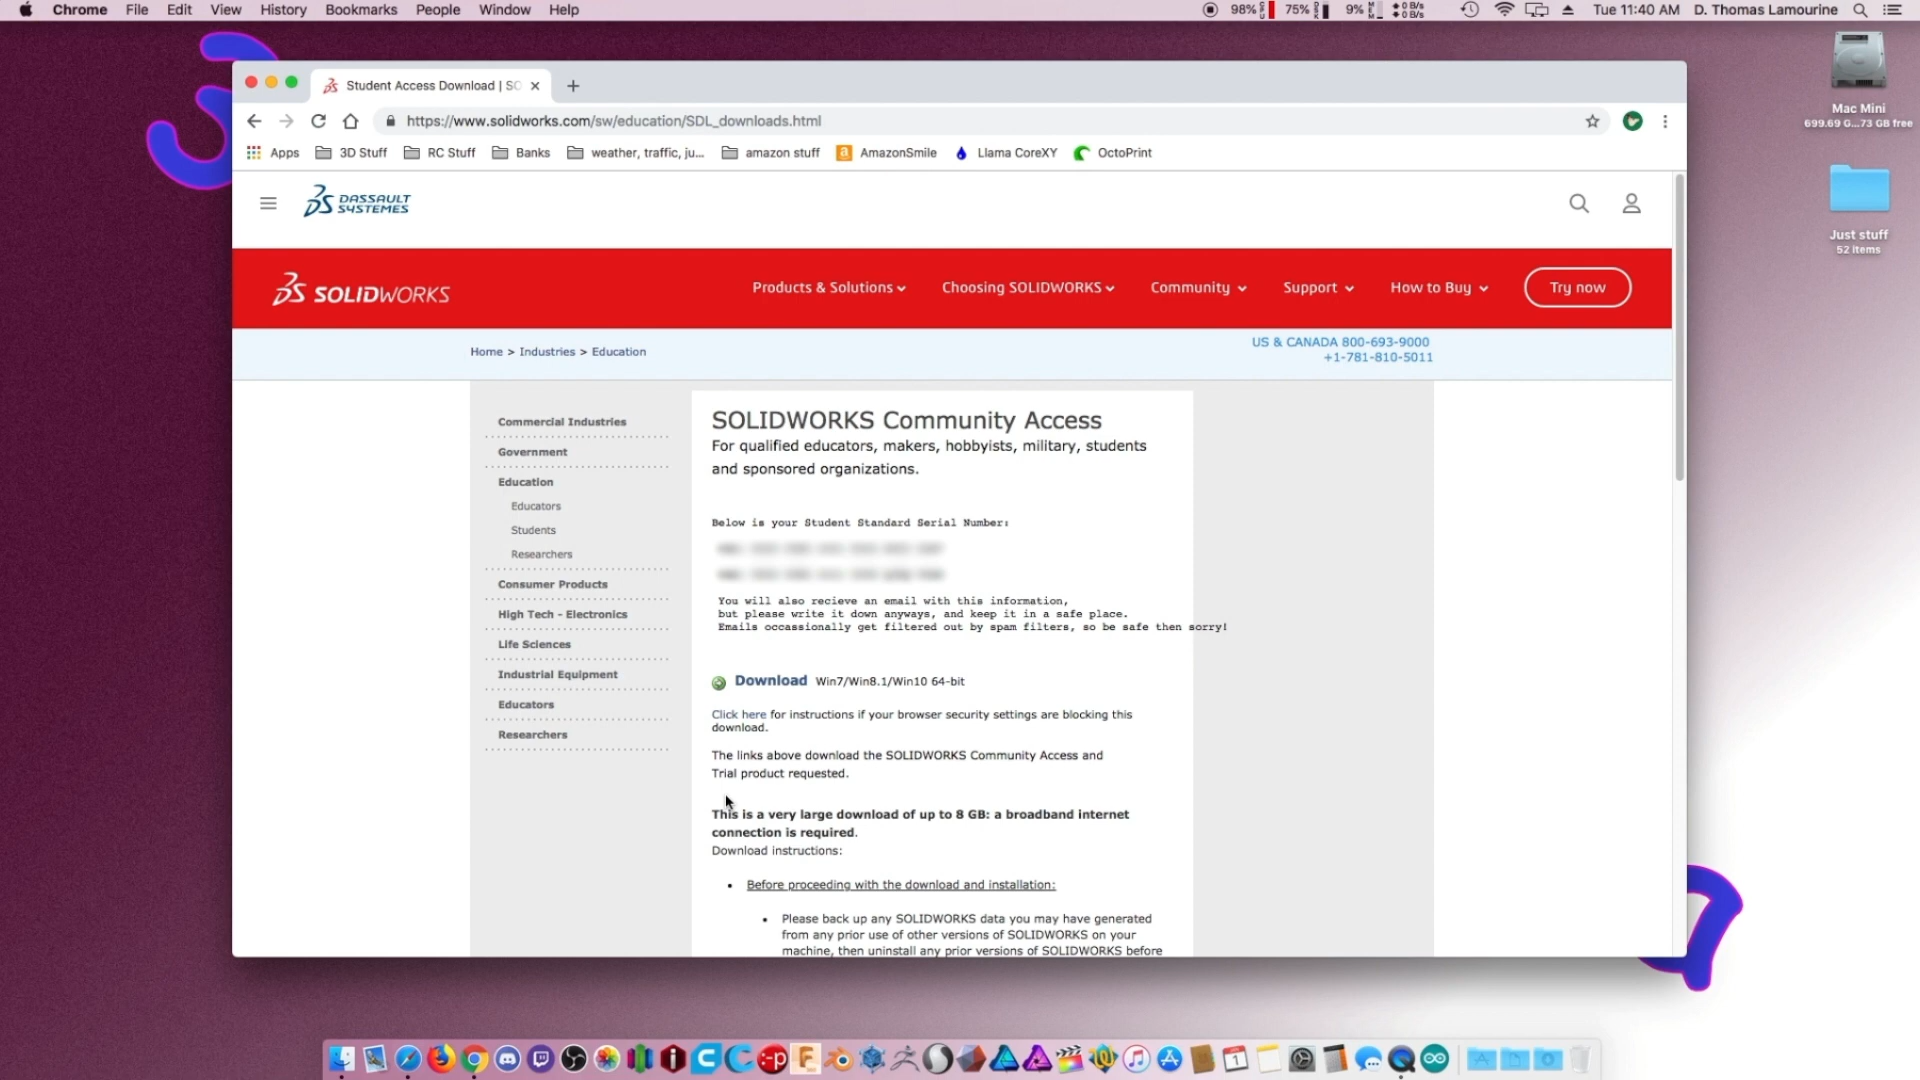 Chrome File Edit View History Bookmarks People Window Help
98% 75% 9% 0 B/s 0 B/s Tue 11:40 AM D. Thomas Lamourine
Mac Mini
699.69 G...73 GB free
Just stuff
52 items
Student Access Download | SO
https://www.solidworks.com/sw/education/SDL_downloads.html
Apps 3D Stuff RC Stuff Banks weather, traffic, ju... amazon stuff AmazonSmile Llama CoreXY OctoPrint
DASSAULT
SYSTEMES
SOLIDWORKS Products & Solutions Choosing SOLIDWORKS Community Support How to Buy Try now
Home > Industries > Education
US & CANADA 800-693-9000
+1-781-810-5011
Commercial Industries
Government
Education
Educators
Students
Researchers
Consumer Products
High Tech - Electronics
Life Sciences
Industrial Equipment
Educators
Researchers
SOLIDWORKS Community Access
For qualified educators, makers, hobbyists, military, students
and sponsored organizations.
Below is your Student Standard Serial Number:
You will also recieve an email with this information,
but please write it down anyways, and keep it in a safe place.
Emails occassionally get filtered out by spam filters, so be safe then sorry!
Download Win7/Win8.1/Win10 64-bit
Click here for instructions if your browser security settings are blocking this
download.
The links above download the SOLIDWORKS Community Access and
Trial product requested.
This is a very large download of up to 8 GB: a broadband internet
connection is required.
Download instructions:
Before proceeding with the download and installation:
Please back up any SOLIDWORKS data you may have generated
from any prior use of other versions of SOLIDWORKS on your
machine, then uninstall any prior versions of SOLIDWORKS before